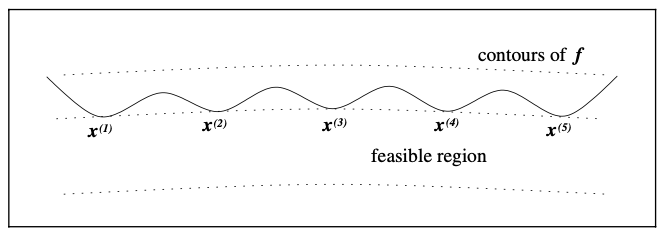 contours of f
x(1) x(2) x(3) x(4) x(5)
feasible region